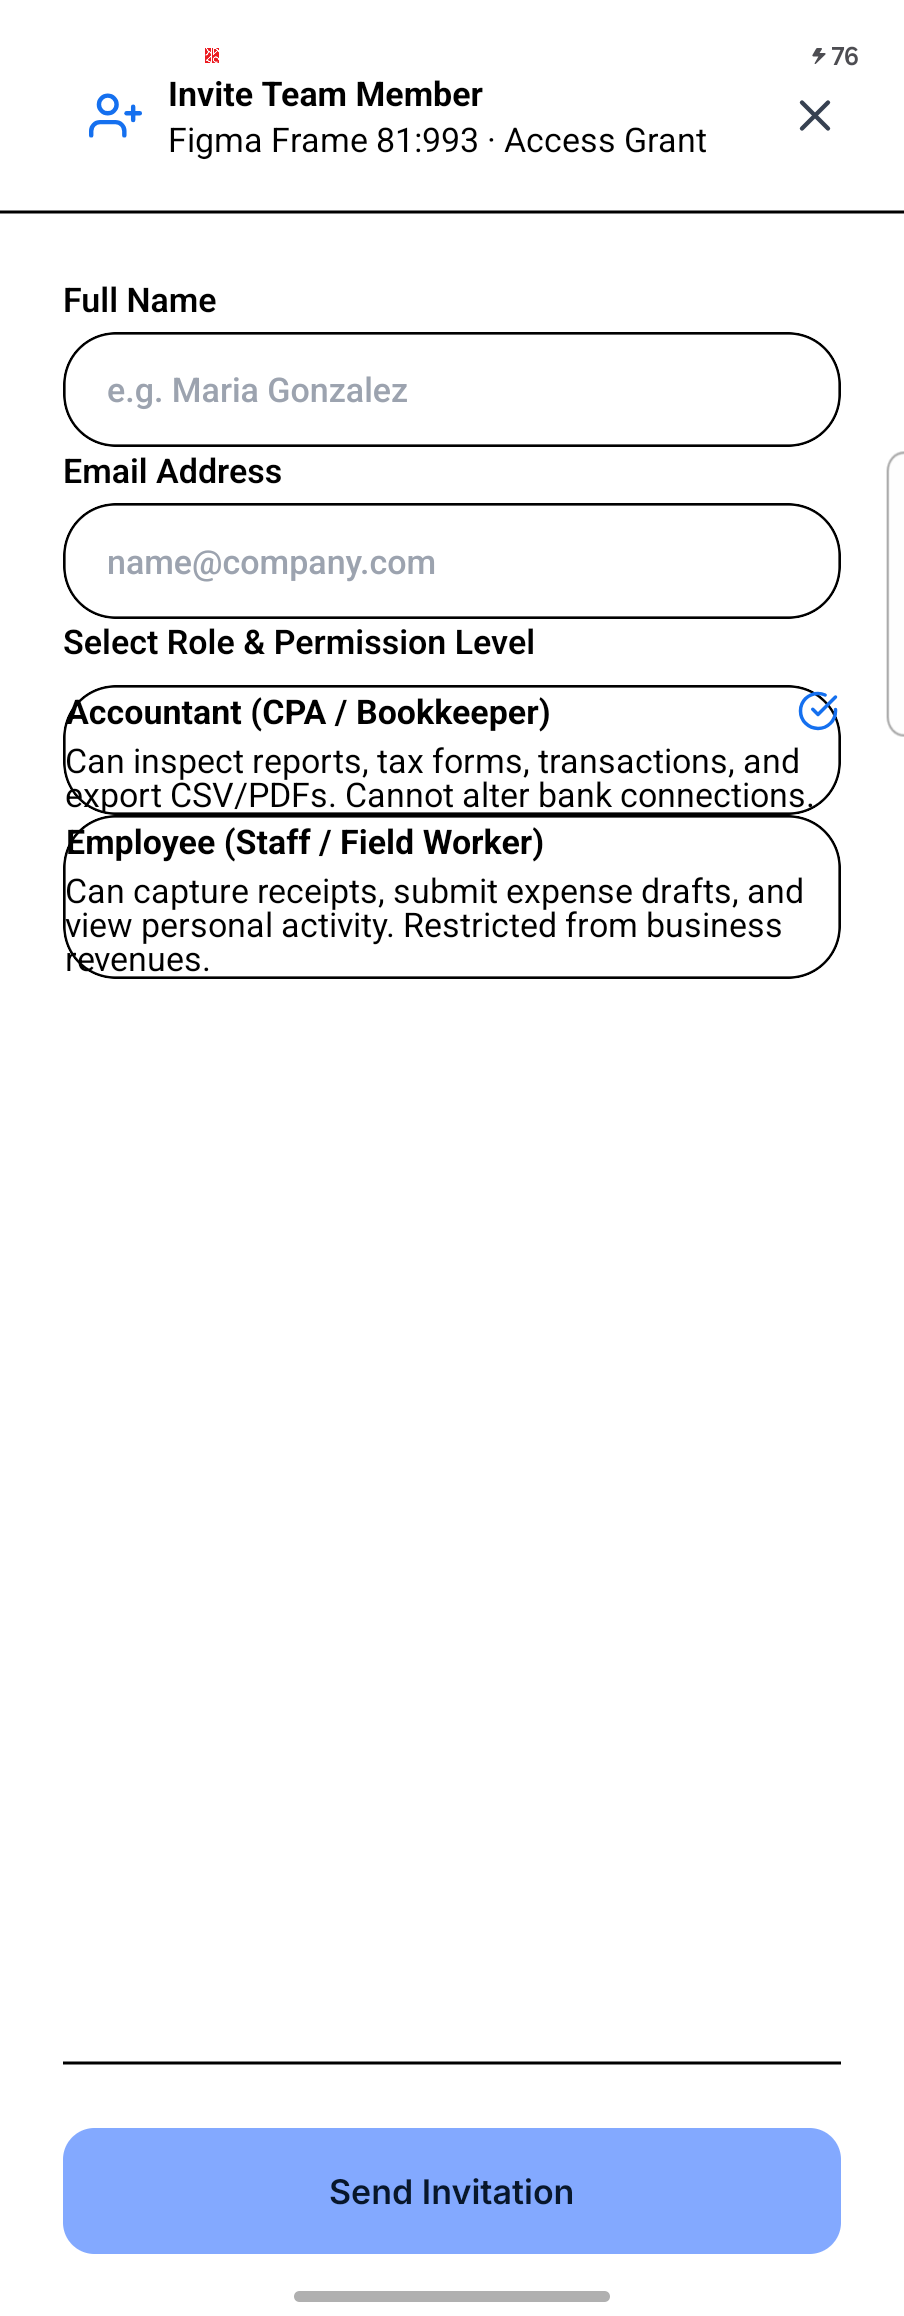 76
Invite Team Member
Figma Frame 81:993 · Access Grant
Full Name
e.g. Maria Gonzalez
Email Address
name@company.com
Select Role & Permission Level
Accountant (CPA / Bookkeeper)
Can inspect reports, tax forms, transactions, and
export CSV/PDFs. Cannot alter bank connections.
Employee (Staff / Field Worker)
Can capture receipts, submit expense drafts, and
view personal activity. Restricted from business
revenues.
Send Invitation